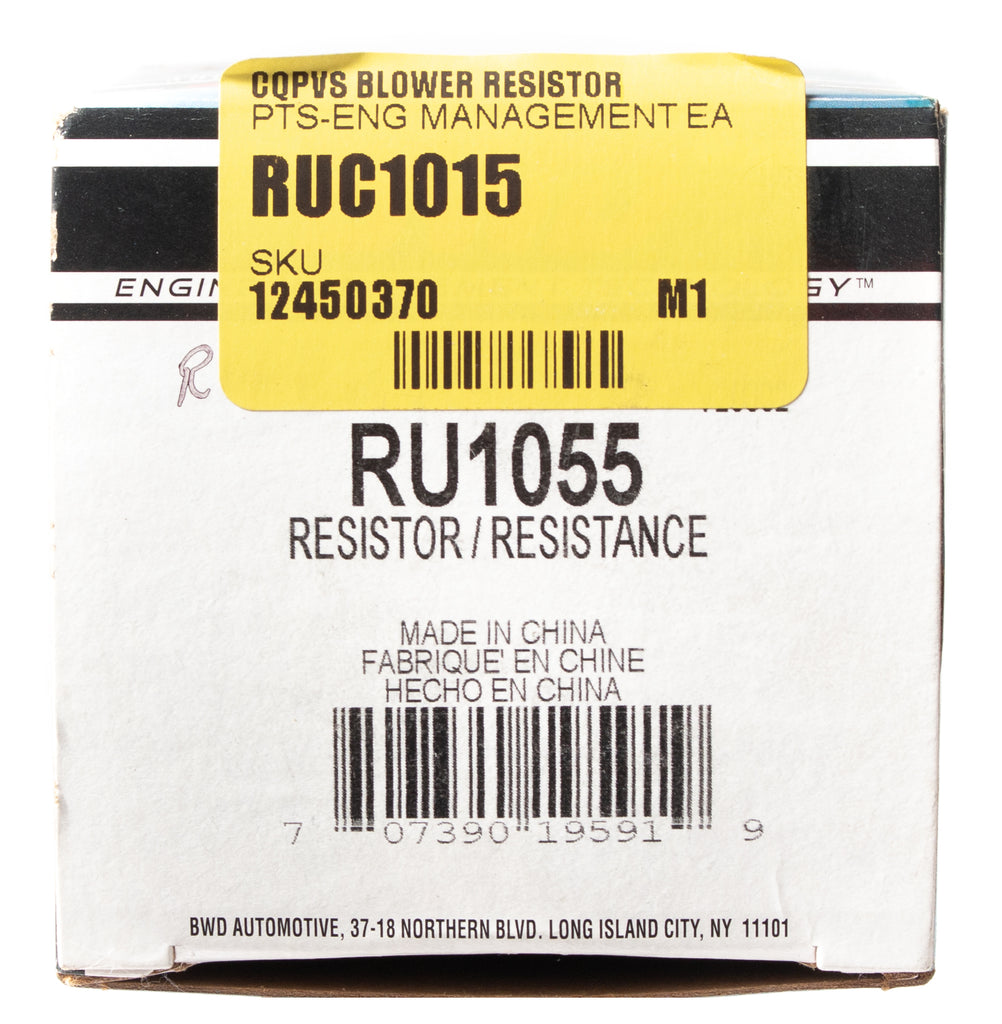 CQPVS BLOWER RESISTOR
PTS-ENG MANAGEMENT EA
RUC1015
SKU
12450370 M1
R
RU1055
RESISTOR / RESISTANCE
MADE IN CHINA
FABRIQUE' EN CHINE
HECHO EN CHINA
7 07390 19591 9
BWD AUTOMOTIVE, 37-18 NORTHERN BLVD. LONG ISLAND CITY, NY 11101